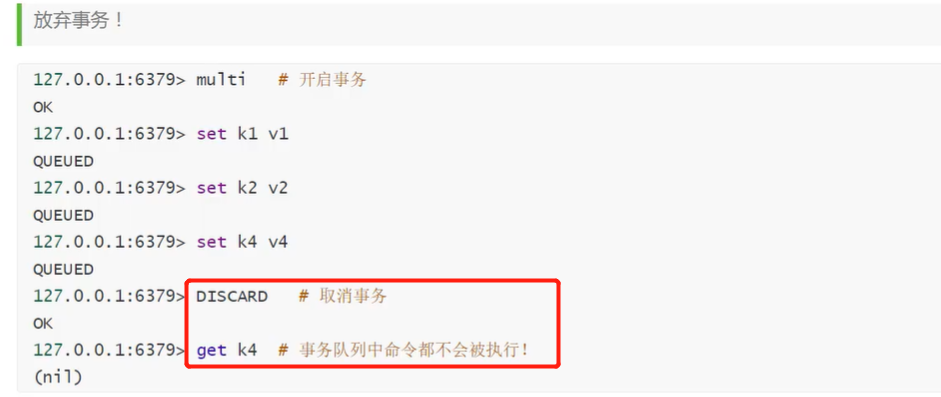 放弃事务！
127.0.0.1:6379> multi # 开启事务
OK
127.0.0.1:6379> set k1 v1
QUEUED
127.0.0.1:6379> set k2 v2
QUEUED
127.0.0.1:6379> set k4 v4
QUEUED
127.0.0.1:6379> DISCARD # 取消事务
OK
127.0.0.1:6379> get k4 # 事务队列中命令都不会被执行！
(nil)